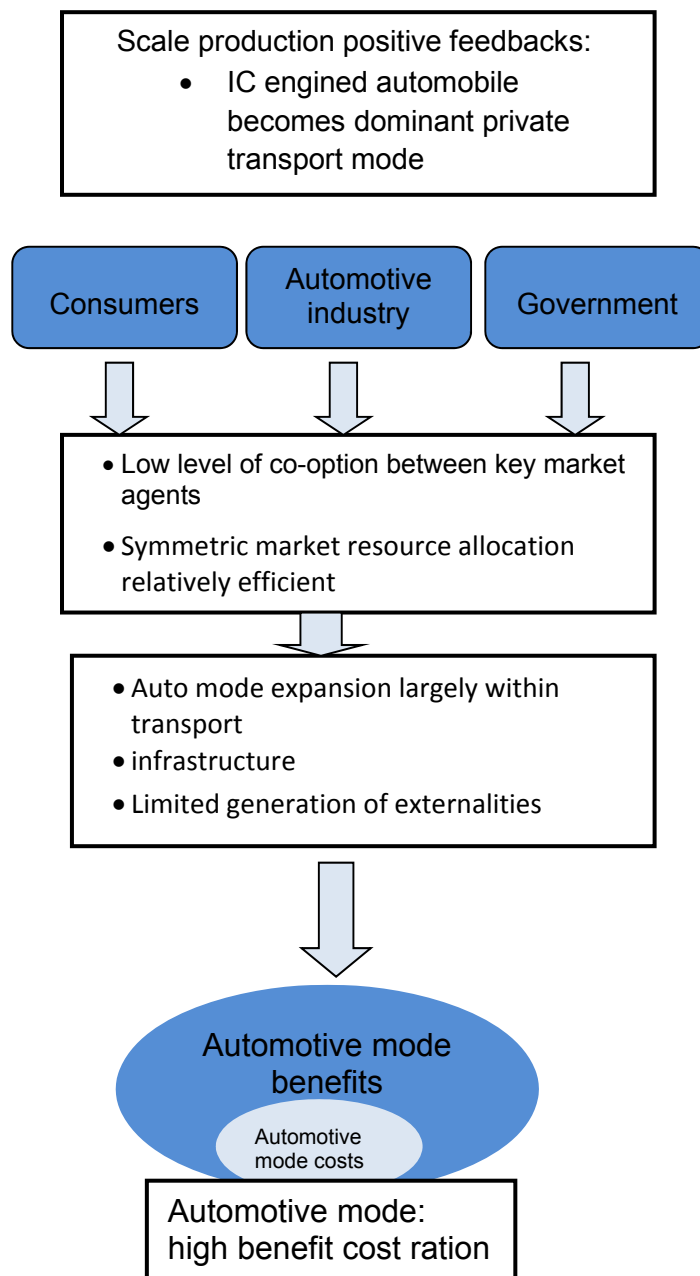 Scale production positive feedbacks:
• IC engined automobile
becomes dominant private
transport mode
Consumers
Automotive
industry
Government
• Low level of co-option between key market
agents
• Symmetric market resource allocation
relatively efficient
• Auto mode expansion largely within
transport
• infrastructure
• Limited generation of externalities
Automotive mode
benefits
Automotive
mode costs
Automotive mode:
high benefit cost ration